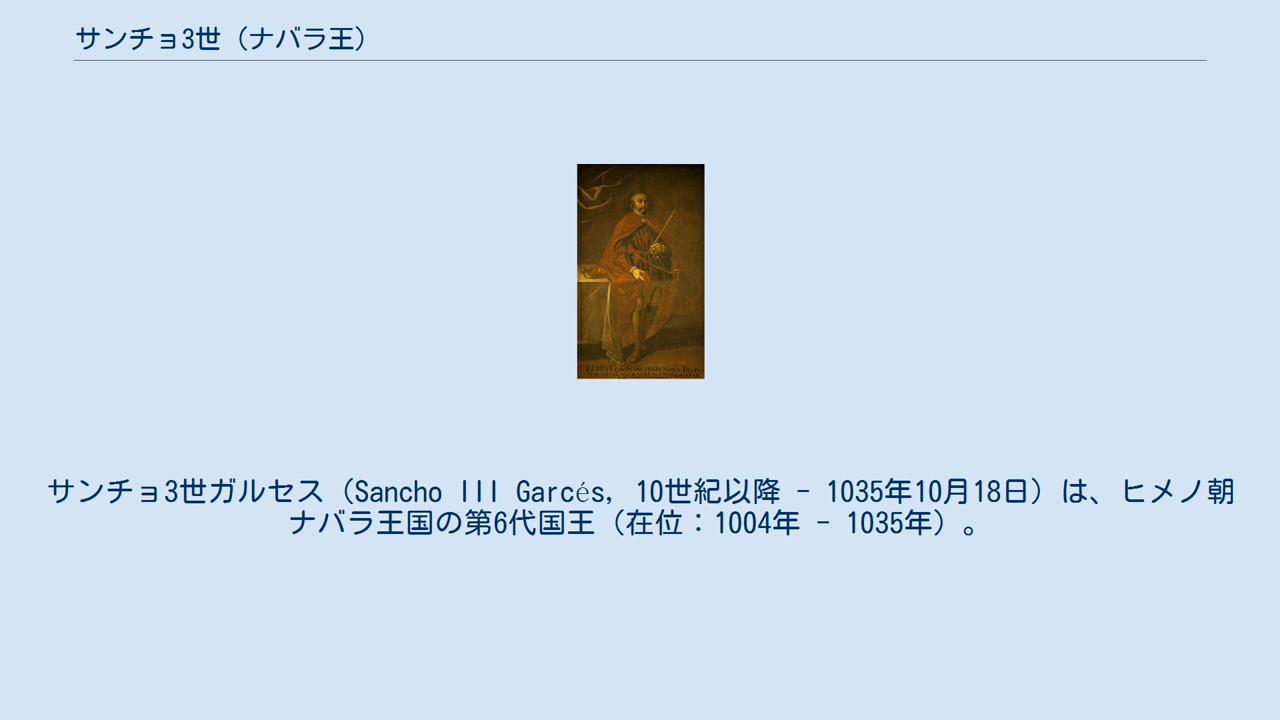 サンチョ3世（ナバラ王）
サンチョ3世ガルセス（Sancho III Garcés, 10世紀以降 - 1035年10月18日）は、ヒメノ朝
ナバラ王国の第6代国王（在位：1004年 - 1035年）。